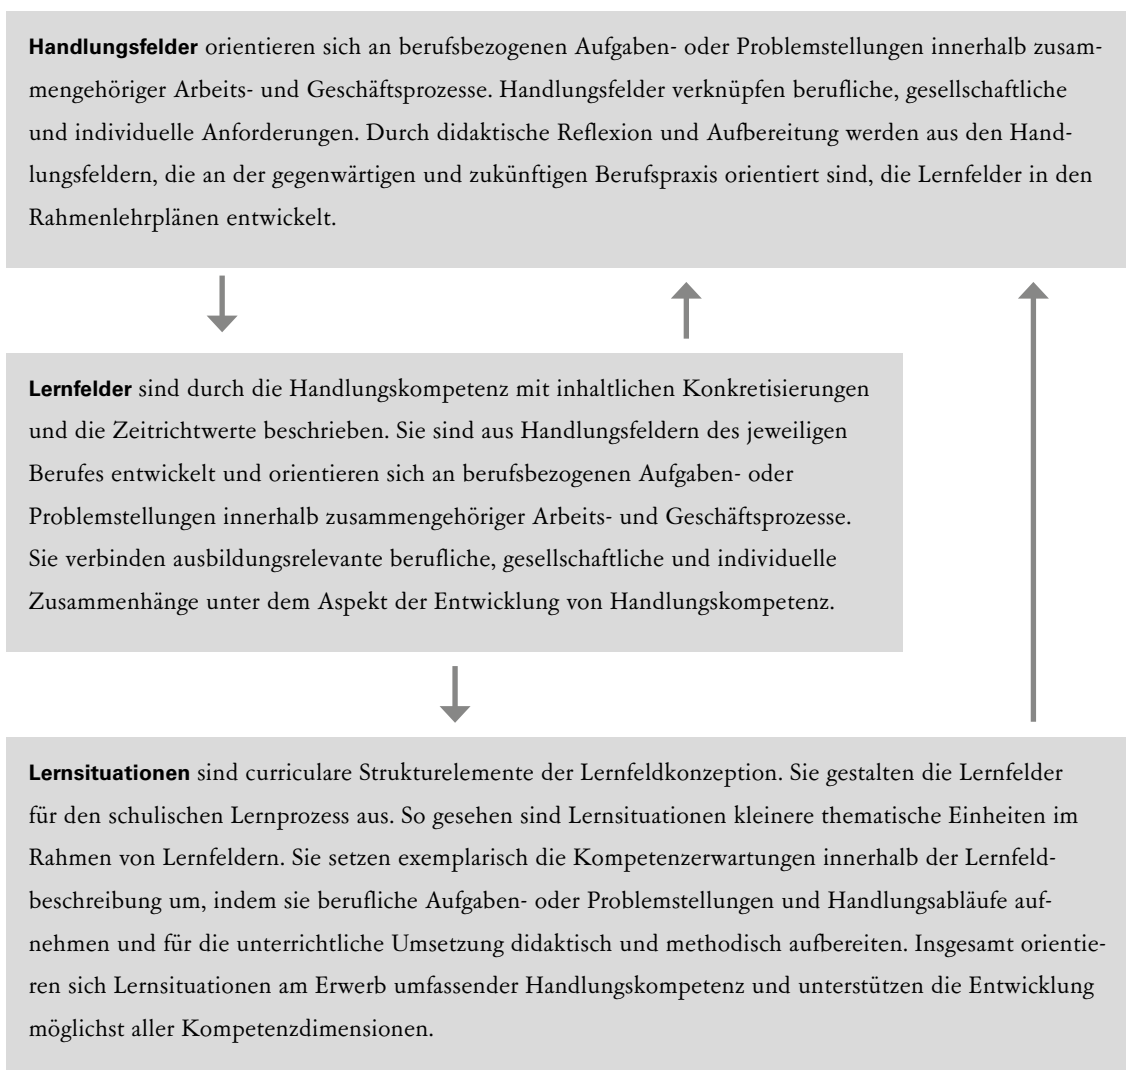 Handlungsfelder orientieren sich an berufsbezogenen Aufgaben- oder Problemstellungen innerhalb zusam-
mengehöriger Arbeits- und Geschäftsprozesse. Handlungsfelder verknüpfen berufliche, gesellschaftliche
und individuelle Anforderungen. Durch didaktische Reflexion und Aufbereitung werden aus den Hand-
lungsfeldern, die an der gegenwärtigen und zukünftigen Berufspraxis orientiert sind, die Lernfelder in den
Rahmenlehrplänen entwickelt.
Lernfelder sind durch die Handlungskompetenz mit inhaltlichen Konkretisierungen
und die Zeitrichtwerte beschrieben. Sie sind aus Handlungsfeldern des jeweiligen
Berufes entwickelt und orientieren sich an berufsbezogenen Aufgaben- oder
Problemstellungen innerhalb zusammengehöriger Arbeits- und Geschäftsprozesse.
Sie verbinden ausbildungsrelevante berufliche, gesellschaftliche und individuelle
Zusammenhänge unter dem Aspekt der Entwicklung von Handlungskompetenz.
Lernsituationen sind curriculare Strukturelemente der Lernfeldkonzeption. Sie gestalten die Lernfelder
für den schulischen Lernprozess aus. So gesehen sind Lernsituationen kleinere thematische Einheiten im
Rahmen von Lernfeldern. Sie setzen exemplarisch die Kompetenzerwartungen innerhalb der Lernfeld-
beschreibung um, indem sie berufliche Aufgaben- oder Problemstellungen und Handlungsabläufe auf-
nehmen und für die unterrichtliche Umsetzung didaktisch und methodisch aufbereiten. Insgesamt orientie-
ren sich Lernsituationen am Erwerb umfassender Handlungskompetenz und unterstützen die Entwicklung
möglichst aller Kompetenzdimensionen.